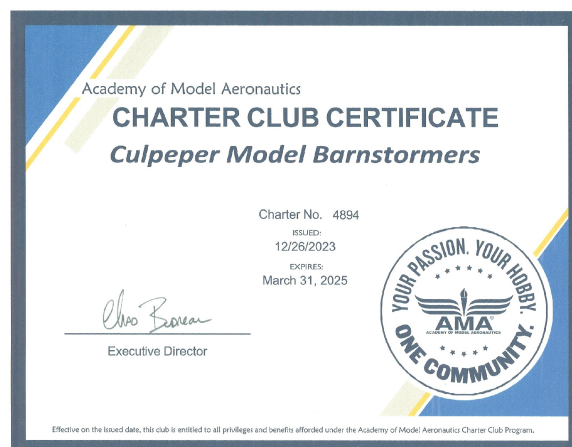 Academy of Model Aeronautics
CHARTER CLUB CERTIFICATE
Culpeper Model Barnstormers
Charter No. 4894
ISSUED:
12/26/2023
EXPIRES:
March 31, 2025
Executive Director
YOUR PASSION. YOUR HOBBY.
AMA®
ACADEMY OF MODEL AERONAUTICS
ONE COMMUNITY.
Effective on the issued date, this club is entitled to all privileges and benefits afforded under the Academy of Model Aeronautics Charter Club Program.